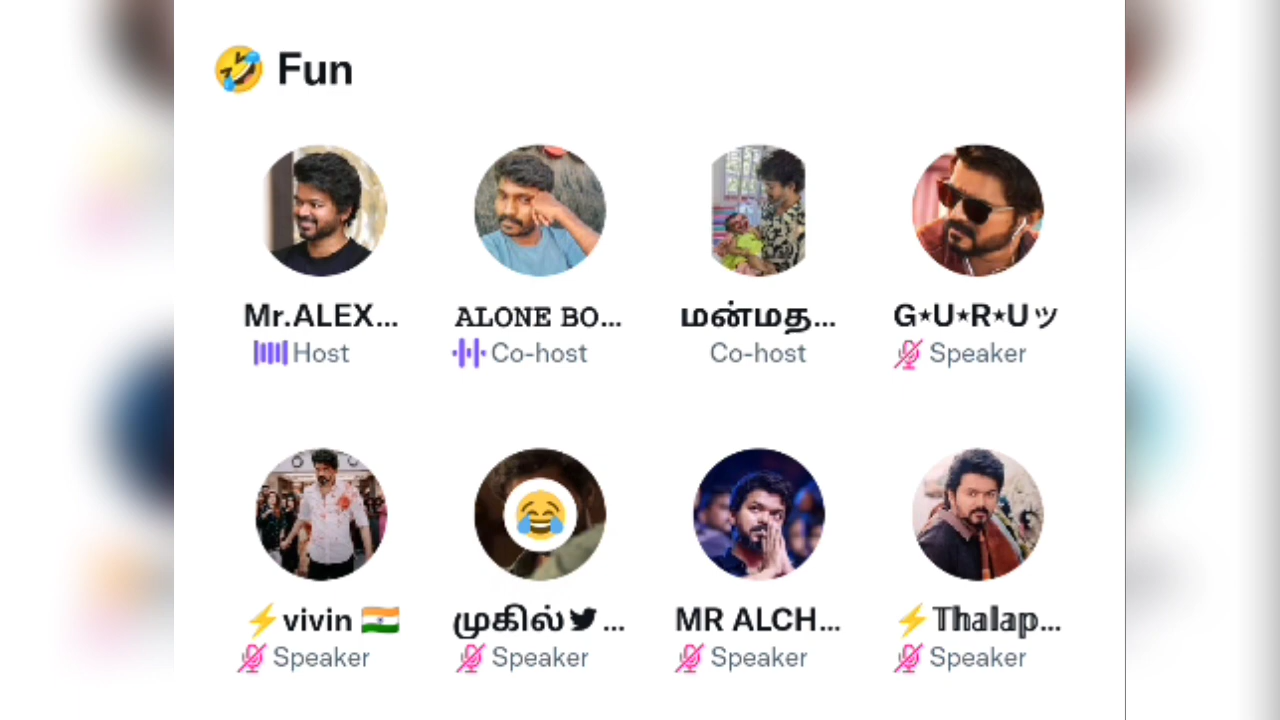 🤣 Fun
Mr.ALEX... ALONE BO... மன்மத... G⋆U⋆R⋆Uッ
Host Co-host Co-host Speaker
⚡vivin 🇮🇳 முகில்🐦... MR ALCH... ⚡𝕋𝕙𝕒𝕝𝕒𝕡...
Speaker Speaker Speaker Speaker